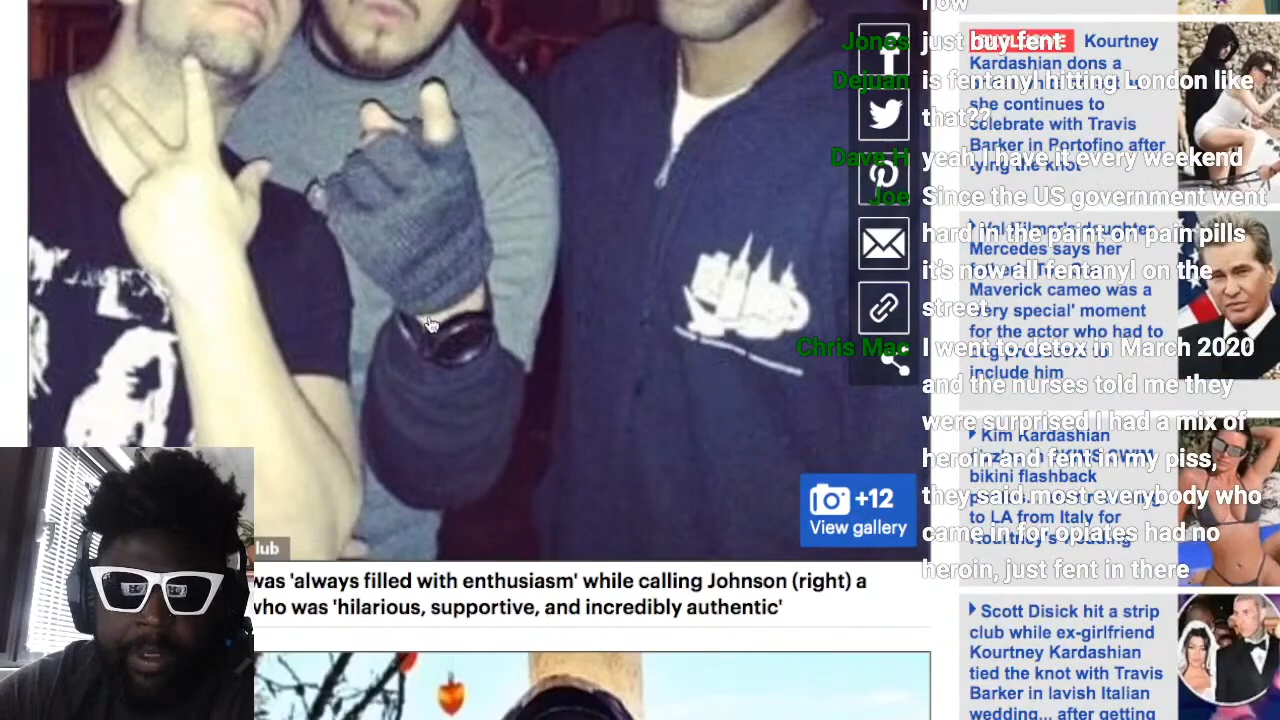 now
Jones just buy fent
Dejuan is fentanyl hitting London like
that??
Dave H yeah, I have it every weekend
Joe Since the US government went
hard in the paint on pain pills
it's now all fentanyl on the
street
Chris Mac I went to detox in March 2020
and the nurses told me they
were surprised I had a mix of
heroin and fent in my piss,
they said most everybody who
came in for opiates had no
heroin, just fent in there
+12
View gallery
lub
was 'always filled with enthusiasm' while calling Johnson (right) a
who was 'hilarious, supportive, and incredibly authentic'
Kourtney
Kardashian dons a
she continues to
celebrate with Travis
Barker in Portofino after
tying the knot
daughter
Mercedes says her
Maverick cameo was a
'very special' moment
for the actor who had to
include him
Kim Kardashian
bikini flashback
to LA from Italy for
Scott Disick hit a strip
club while ex-girlfriend
Kourtney Kardashian
tied the knot with Travis
Barker in lavish Italian
wedding... after getting